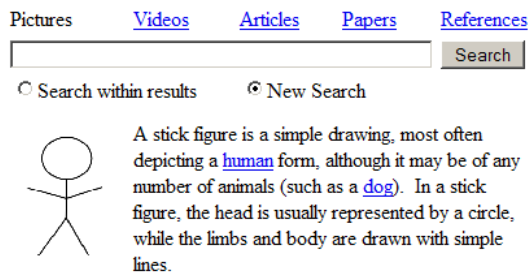 Pictures Videos Articles Papers References
Search
Search within results New Search
A stick figure is a simple drawing, most often
depicting a human form, although it may be of any
number of animals (such as a dog). In a stick
figure, the head is usually represented by a circle,
while the limbs and body are drawn with simple
lines.